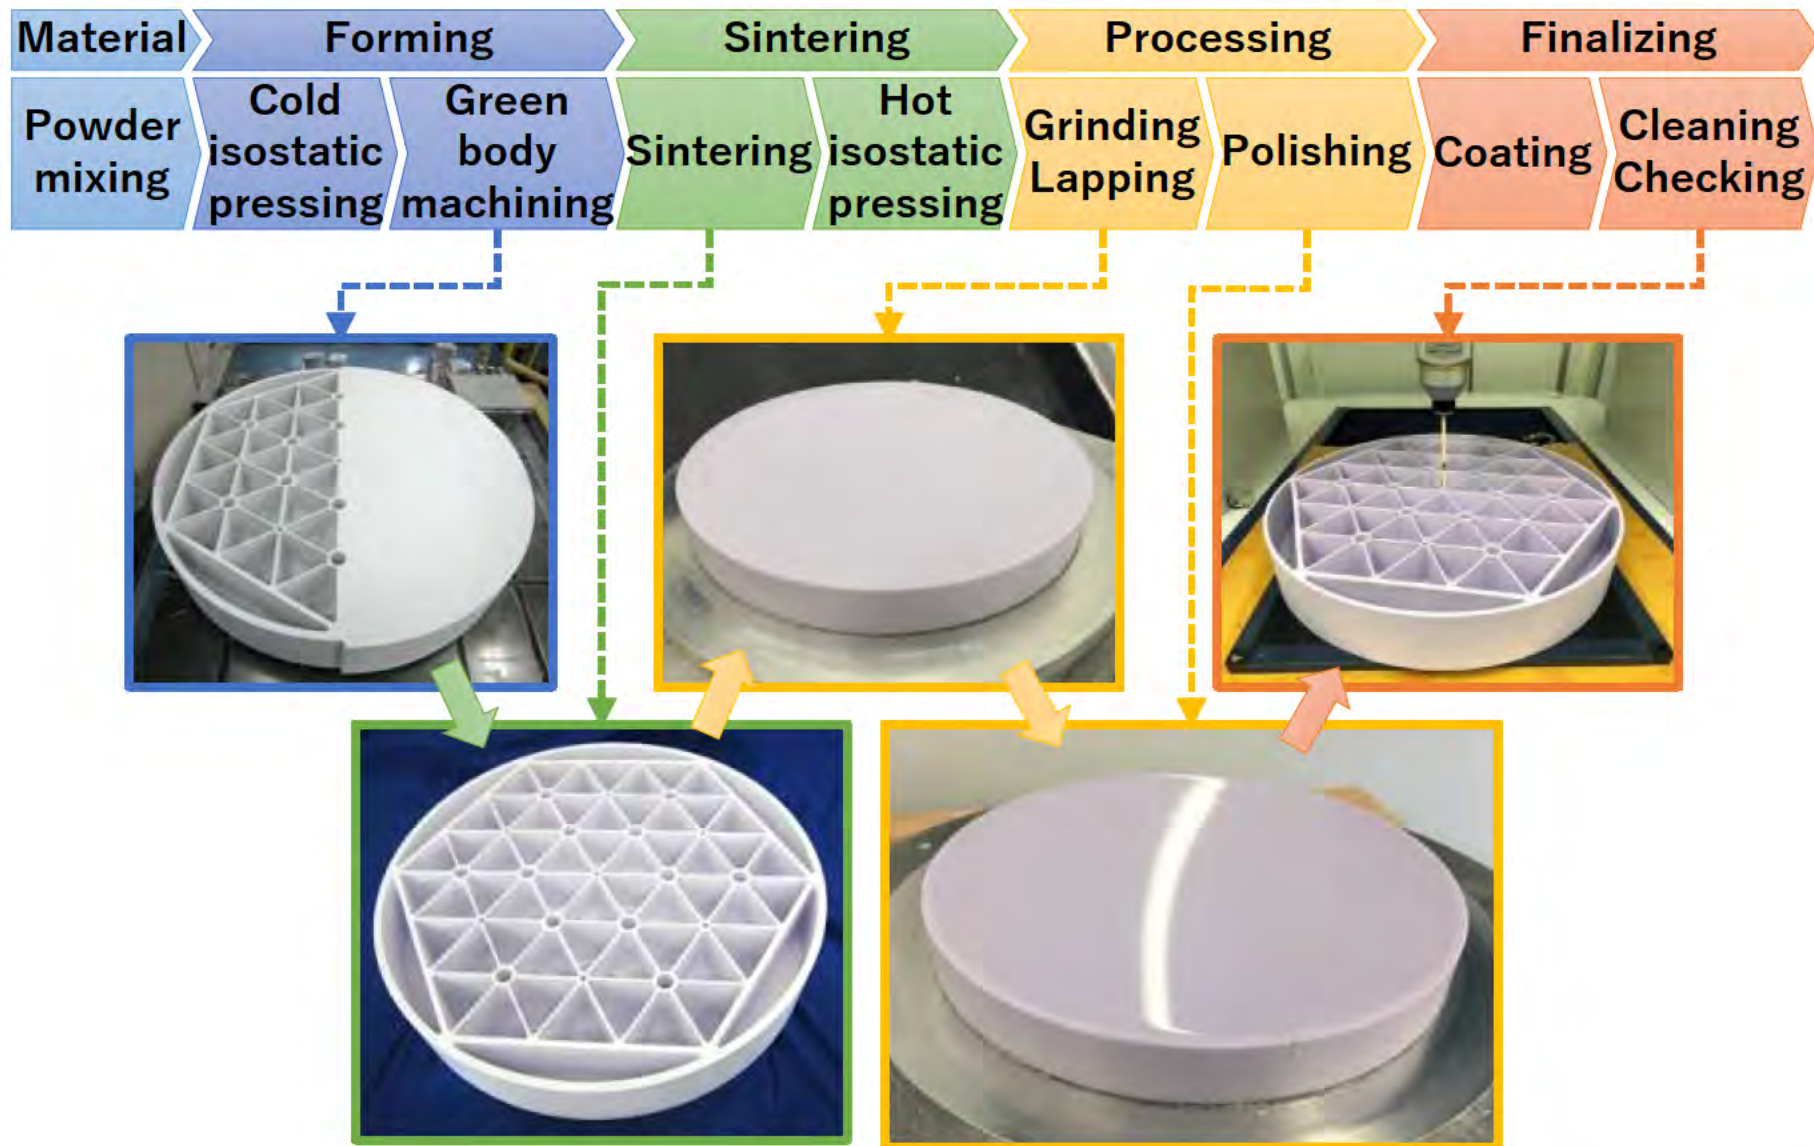 Material
Forming
Sintering
Processing
Finalizing
Powder
mixing
Cold
isostatic
pressing
Green
body
machining
Sintering
Hot
isostatic
pressing
Grinding
Lapping
Polishing
Coating
Cleaning
Checking